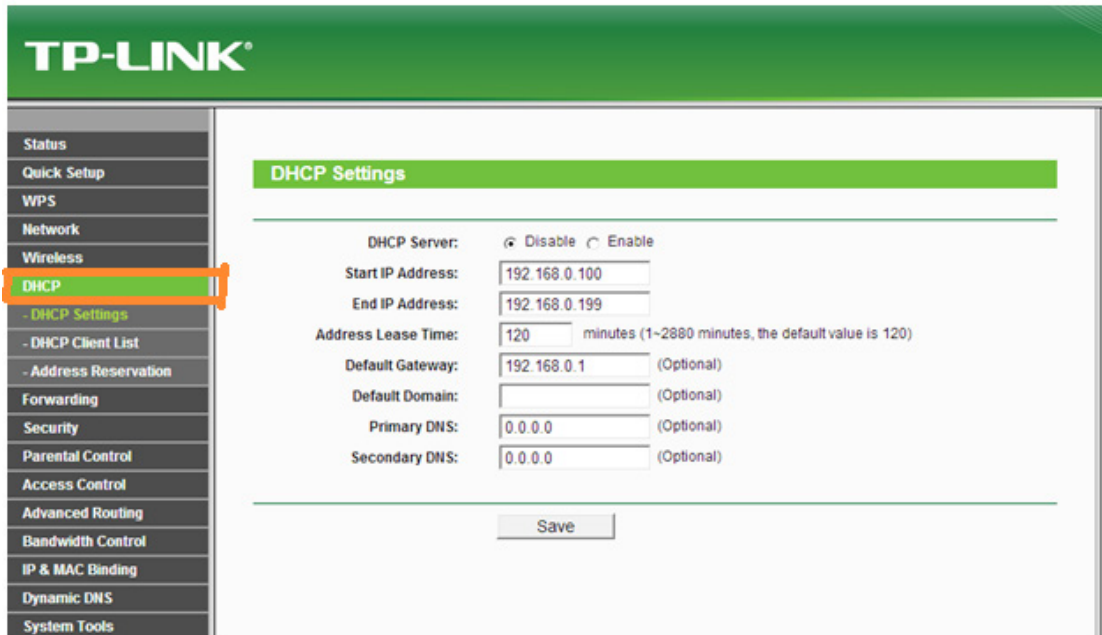 TP-LINK®
Status
Quick Setup
WPS
Network
Wireless
DHCP
- DHCP Settings
- DHCP Client List
- Address Reservation
Forwarding
Security
Parental Control
Access Control
Advanced Routing
Bandwidth Control
IP & MAC Binding
Dynamic DNS
System Tools
DHCP Settings
DHCP Server: Disable Enable
Start IP Address: 192.168.0.100
End IP Address: 192.168.0.199
Address Lease Time: 120 minutes (1~2880 minutes, the default value is 120)
Default Gateway: 192.168.0.1 (Optional)
Default Domain: (Optional)
Primary DNS: 0.0.0.0 (Optional)
Secondary DNS: 0.0.0.0 (Optional)
Save